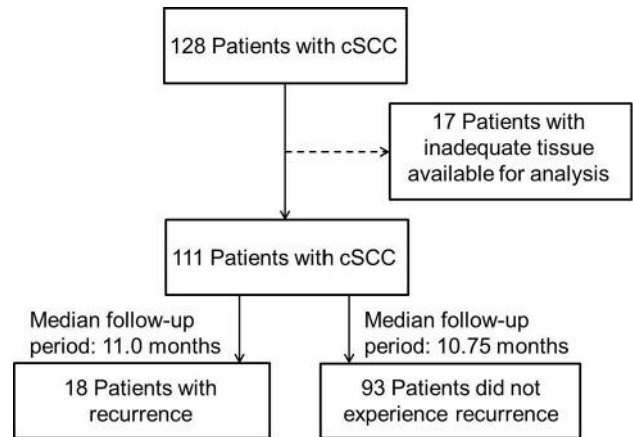 128 Patients with cSCC
17 Patients with
inadequate tissue
available for analysis
111 Patients with cSCC
Median follow-up
period: 11.0 months
Median follow-up
period: 10.75 months
18 Patients with
recurrence
93 Patients did not
experience recurrence